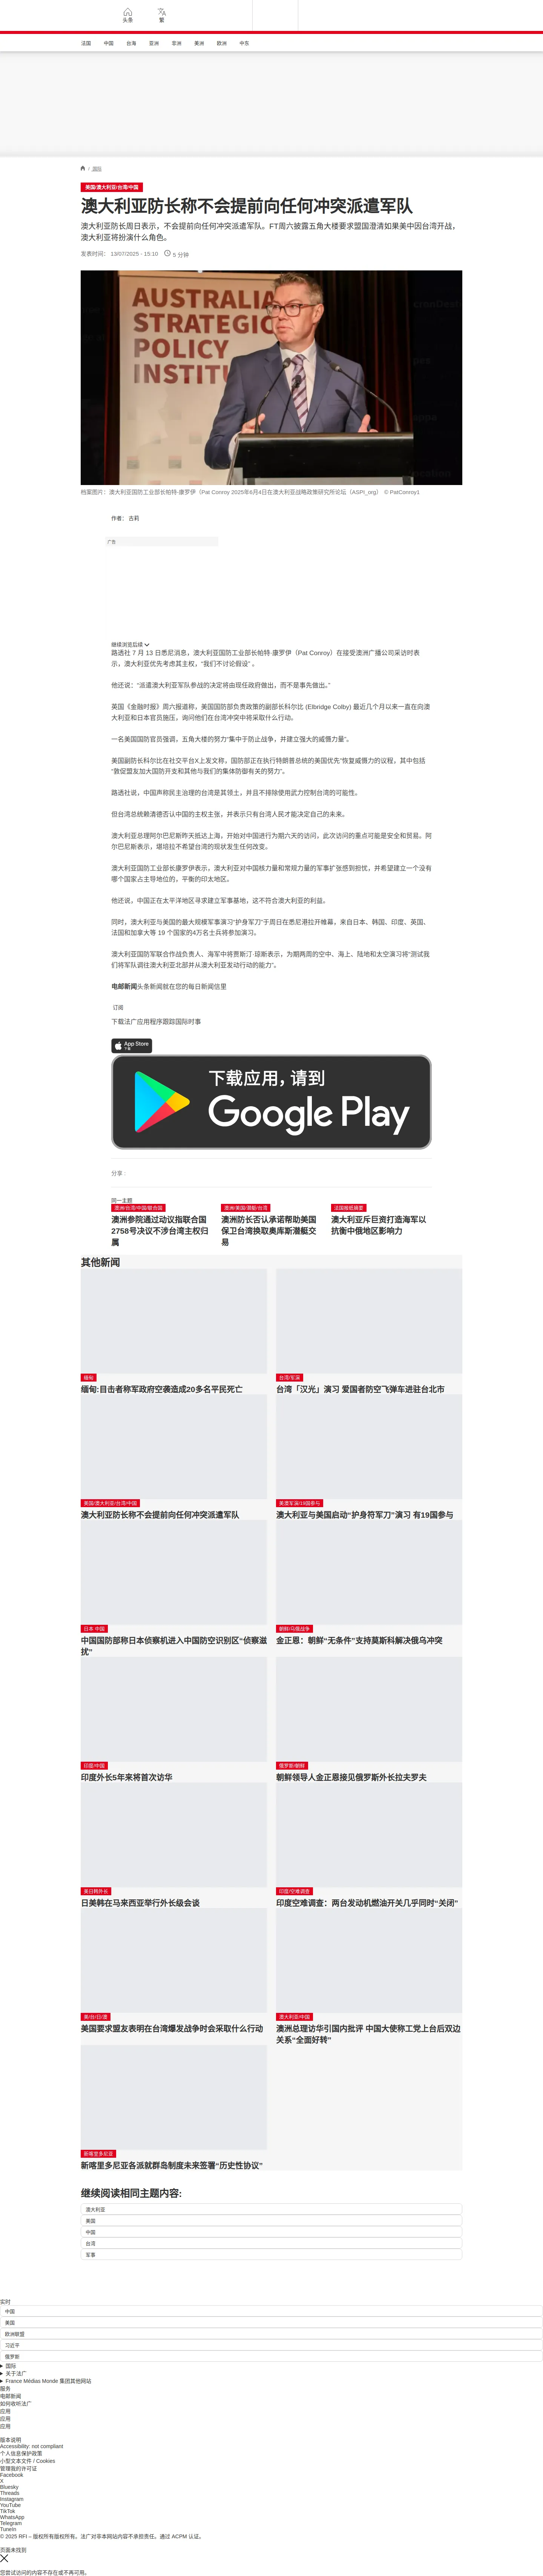 头条
繁
法国
中国
台海
亚洲
非洲
美洲
欧洲
中东
/ 国际
美国/澳大利亚/台湾/中国
澳大利亚防长称不会提前向任何冲突派遣军队
澳大利亚防长周日表示，不会提前向任何冲突派遣军队。FT周六披露五角大楼要求盟国澄清如果美中因台湾开战，
澳大利亚将扮演什么角色。
发表时间： 13/07/2025 - 15:10
5 分钟
AUSTRALIA
STRATEGIC
POLICY
INSTITUTE
档案图片：澳大利亚国防工业部长帕特·康罗伊（Pat Conroy 2025年6月4日在澳大利亚战略政策研究所论坛（ASPI_org） © PatConroy1
作者： 古莉
广告
继续浏览后续
路透社 7 月 13 日悉尼消息，澳大利亚国防工业部长帕特·康罗伊（Pat Conroy）在接受澳洲广播公司采访时表
示，澳大利亚优先考虑其主权，“我们不讨论假设” 。
他还说：“派遣澳大利亚军队参战的决定将由现任政府做出，而不是事先做出。”
英国《金融时报》周六报道称，美国国防部负责政策的副部长科尔比 (Elbridge Colby) 最近几个月以来一直在向澳
大利亚和日本官员施压，询问他们在台湾冲突中将采取什么行动。
一名美国国防官员强调，五角大楼的努力“集中于防止战争，并建立强大的威慑力量”。
美国副防长科尔比在社交平台X上发文称，国防部正在执行特朗普总统的美国优先“恢复威慑力的议程，其中包括
“敦促盟友加大国防开支和其他与我们的集体防御有关的努力”。
路透社说，中国声称民主治理的台湾是其领土，并且不排除使用武力控制台湾的可能性。
但台湾总统赖清德否认中国的主权主张，并表示只有台湾人民才能决定自己的未来。
澳大利亚总理阿尔巴尼斯昨天抵达上海，开始对中国进行为期六天的访问，此次访问的重点可能是安全和贸易。阿
尔巴尼斯表示，堪培拉不希望台湾的现状发生任何改变。
澳大利亚国防工业部长康罗伊表示，澳大利亚对中国核力量和常规力量的军事扩张感到担忧，并希望建立一个没有
哪个国家占主导地位的、平衡的印太地区。
他还说，中国正在太平洋地区寻求建立军事基地，这不符合澳大利亚的利益。
同时，澳大利亚与美国的最大规模军事演习“护身军刀”于周日在悉尼港拉开帷幕，来自日本、韩国、印度、英国、
法国和加拿大等 19 个国家的4万名士兵将参加演习。
澳大利亚国防军联合作战负责人、海军中将贾斯汀·琼斯表示，为期两周的空中、海上、陆地和太空演习将“测试我
们将军队调往澳大利亚北部并从澳大利亚发动行动的能力”。
电邮新闻头条新闻就在您的每日新闻信里
订阅
下载法广应用程序跟踪国际时事
App Store
下载
下载应用，请到
Google Play
分享 :
同一主题
澳洲/台湾/中国/联合国
澳洲参院通过动议指联合国
2758号决议不涉台湾主权归
属
澳洲/美国/潜艇/台湾
澳洲防长否认承诺帮助美国
保卫台湾换取奥库斯潜艇交
易
法国报纸摘要
澳大利亚斥巨资打造海军以
抗衡中俄地区影响力
其他新闻
缅甸
缅甸:目击者称军政府空袭造成20多名平民死亡
台湾/军演
台湾「汉光」演习 爱国者防空飞弹车进驻台北市
美国/澳大利亚/台湾/中国
澳大利亚防长称不会提前向任何冲突派遣军队
美澳军演/19国参与
澳大利亚与美国启动“护身符军刀”演习 有19国参与
日本 中国
中国国防部称日本侦察机进入中国防空识别区“侦察滋
扰”
朝鲜/乌俄战争
金正恩：朝鲜“无条件”支持莫斯科解决俄乌冲突
印度/中国
印度外长5年来将首次访华
俄罗斯/朝鲜
朝鲜领导人金正恩接见俄罗斯外长拉夫罗夫
美日韩外长
日美韩在马来西亚举行外长级会谈
印度/空难调查
印度空难调查：两台发动机燃油开关几乎同时“关闭”
美/台/日/澳
美国要求盟友表明在台湾爆发战争时会采取什么行动
澳大利亚/中国
澳洲总理访华引国内批评 中国大使称工党上台后双边
关系“全面好转”
新喀里多尼亚
新喀里多尼亚各派就群岛制度未来签署“历史性协议”
继续阅读相同主题内容:
澳大利亚
美国
中国
台湾
军事
实时
中国
美国
欧洲联盟
习近平
俄罗斯
国际
关于法广
France Médias Monde 集团其他网站
服务
电邮新闻
如何收听法广
应用
应用
应用
版本说明
Accessibility: not compliant
个人信息保护政策
小型文本文件 / Cookies
管理我的许可证
Facebook
X
Bluesky
Threads
Instagram
YouTube
TikTok
WhatsApp
Telegram
TuneIn
© 2025 RFI – 版权所有版权所有。法广对非本网站内容不承担责任。通过 ACPM 认证。
页面未找到
您尝试访问的内容不存在或不再可用。